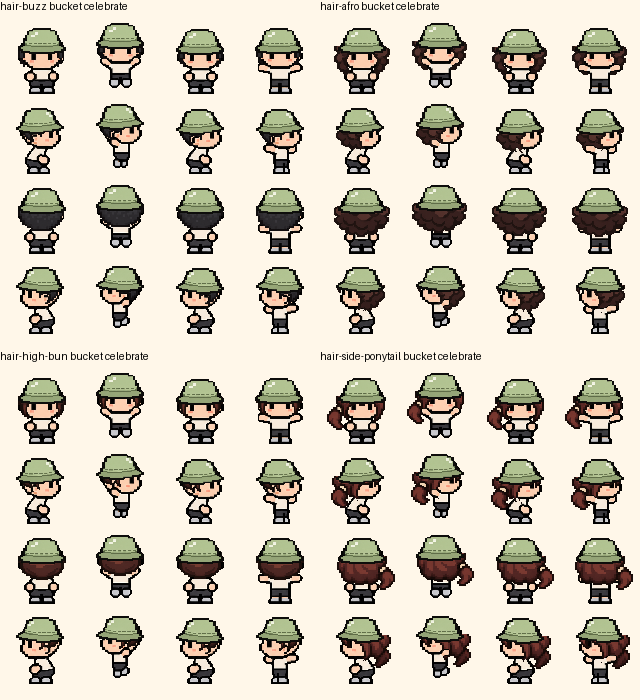 hair-buzz bucket celebrate
hair-afro bucket celebrate
hair-high-bun bucket celebrate
hair-side-ponytail bucket celebrate